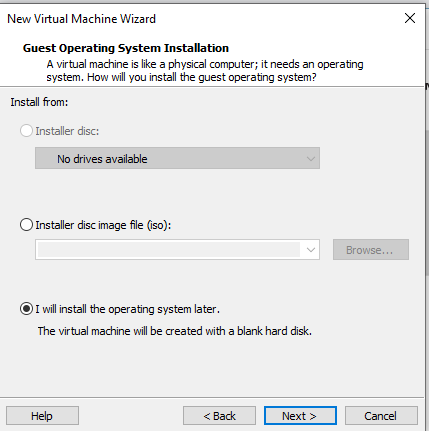 New Virtual Machine Wizard
Guest Operating System Installation
A virtual machine is like a physical computer; it needs an operating
system. How will you install the guest operating system?
Install from:
Installer disc:
No drives available
Installer disc image file (iso):
Browse...
I will install the operating system later.
The virtual machine will be created with a blank hard disk.
Help
< Back
Next >
Cancel